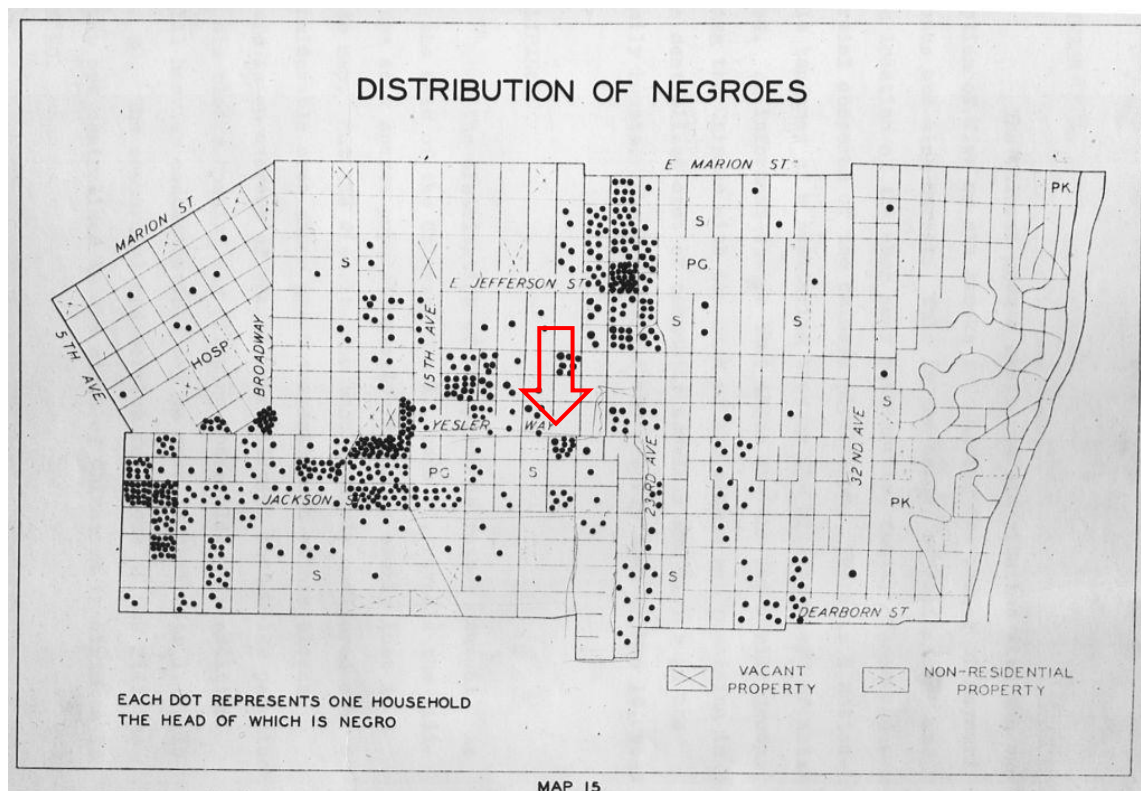 DISTRIBUTION OF NEGROES
E MARION ST.
MARION ST
PK.
S
S
PG.
E JEFFERSON ST.
S
S
5TH AVE
HOSP.
BROADWAY
15TH AVE
S
YESLER WAY
PG
S
23RD AVE
32ND AVE
JACKSON S
PK.
S
S
DEARBORN ST.
VACANT PROPERTY
NON-RESIDENTIAL PROPERTY
EACH DOT REPRESENTS ONE HOUSEHOLD
THE HEAD OF WHICH IS NEGRO
MAP 15